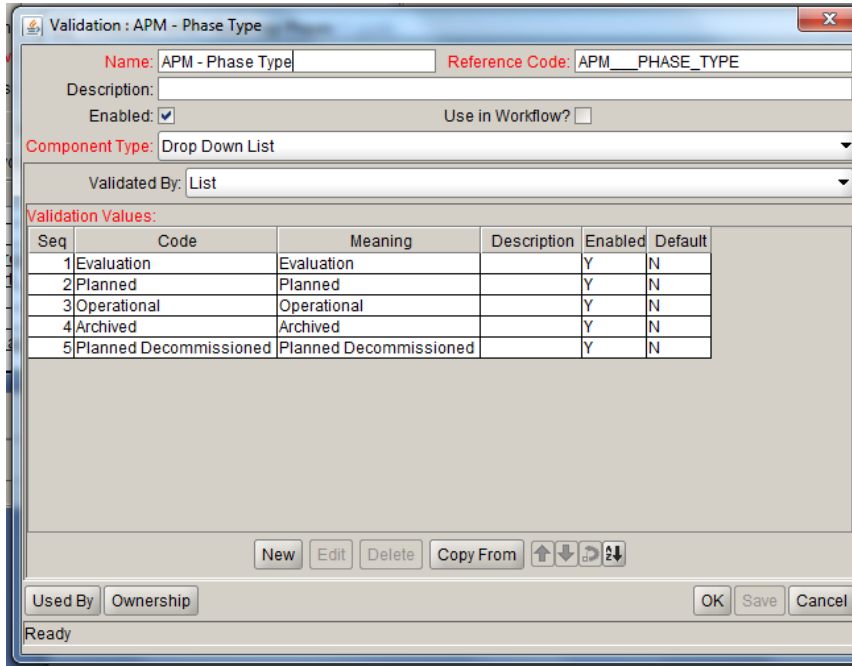 Validation : APM - Phase Type
Name: APM - Phase Type Reference Code: APM___PHASE_TYPE
Description:
Enabled: Use in Workflow?
Component Type: Drop Down List
Validated By: List
Validation Values:
Seq Code Meaning Description Enabled Default
1 Evaluation Evaluation Y N
2 Planned Planned Y N
3 Operational Operational Y N
4 Archived Archived Y N
5 Planned Decommissioned Planned Decommissioned Y N
New Edit Delete Copy From
Used By Ownership OK Save Cancel
Ready